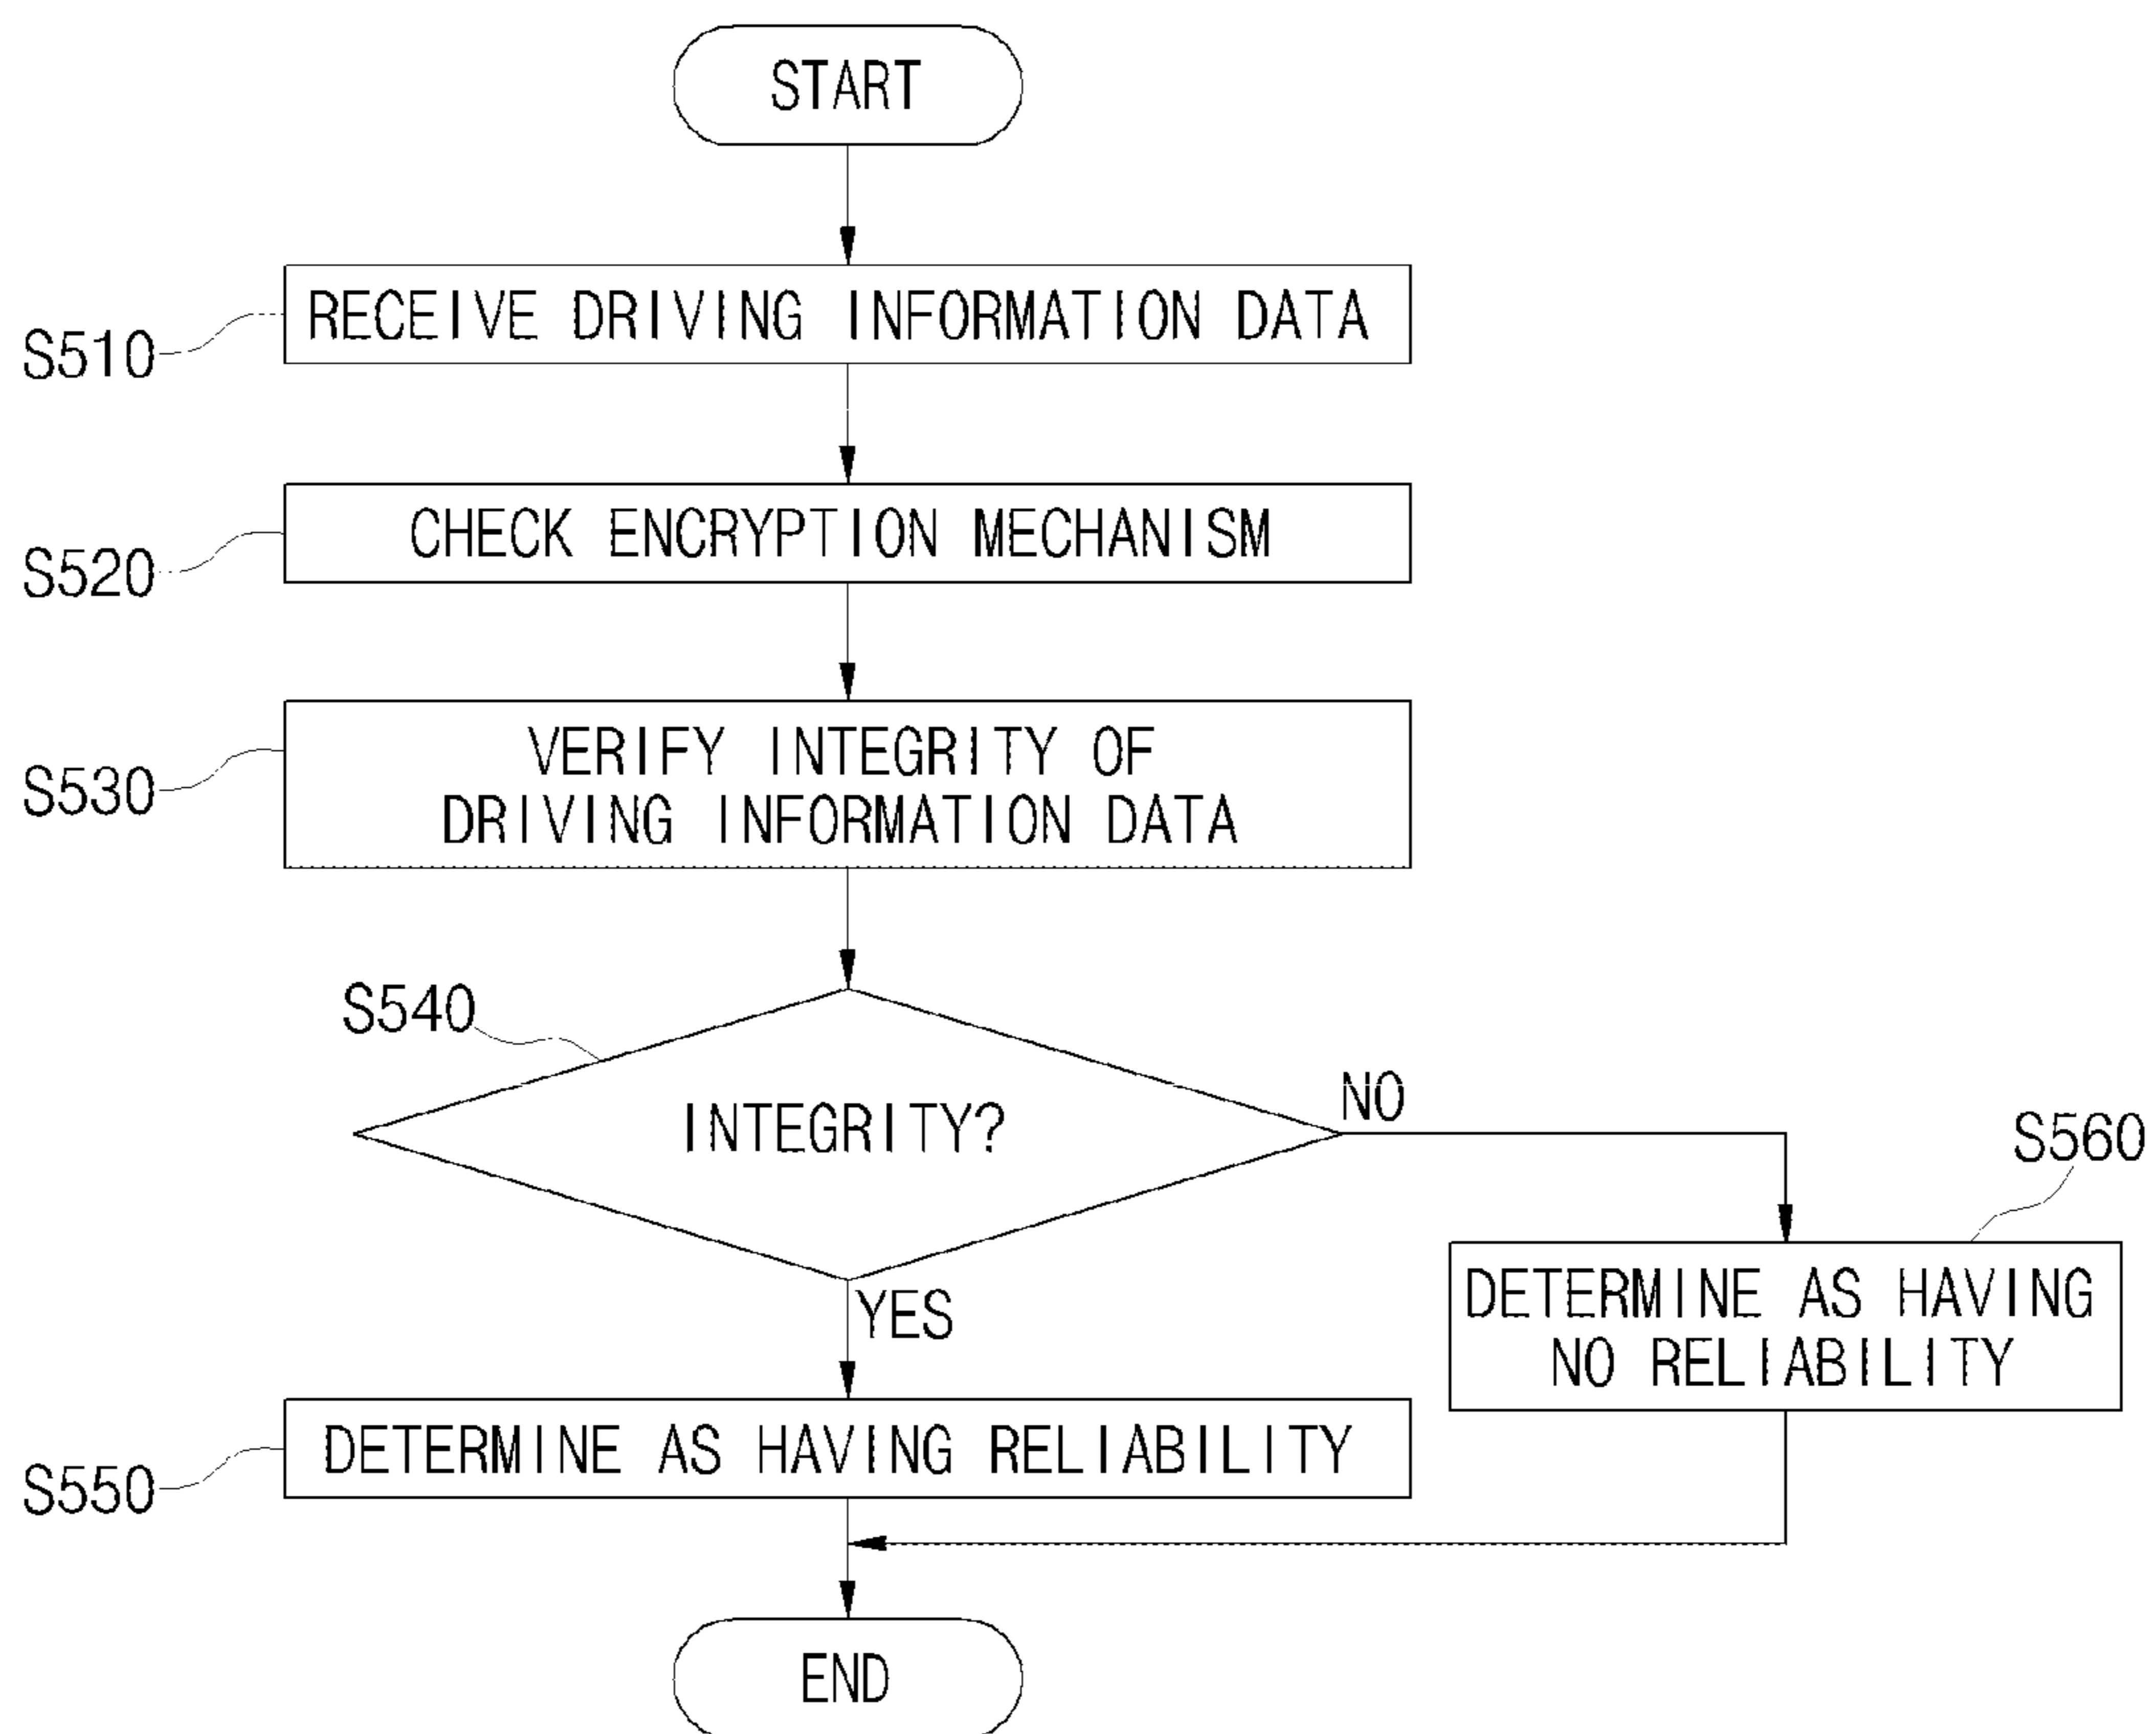 START
RECEIVE DRIVING INFORMATION DATA
S510
CHECK ENCRYPTION MECHANISM
S520
VERIFY INTEGRITY OF
DRIVING INFORMATION DATA
S530
S540
INTEGRITY?
NO
S560
YES
DETERMINE AS HAVING
NO RELIABILITY
DETERMINE AS HAVING RELIABILITY
S550
END